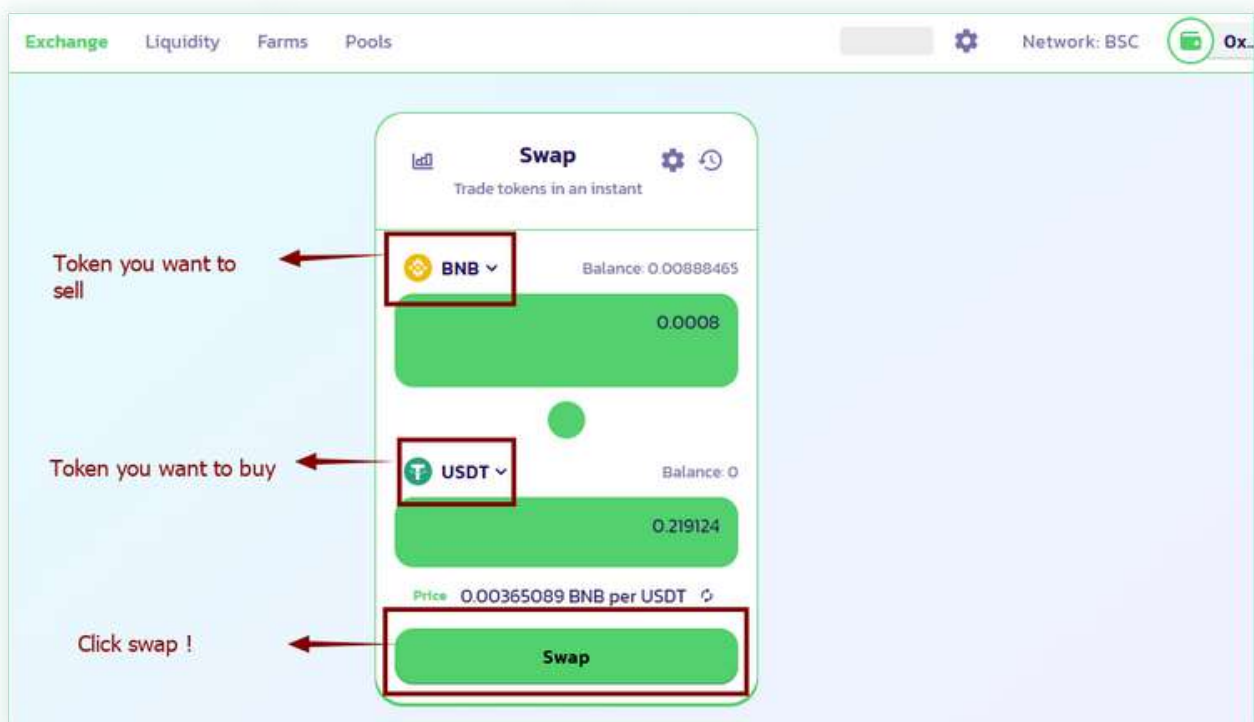 Exchange Liquidity Farms Pools Network: BSC 0x...
Swap
Trade tokens in an instant
Token you want to
sell
BNB Balance: 0.00888465
0.0008
Token you want to buy
USDT Balance: 0
0.219124
Price 0.00365089 BNB per USDT
Click swap !
Swap